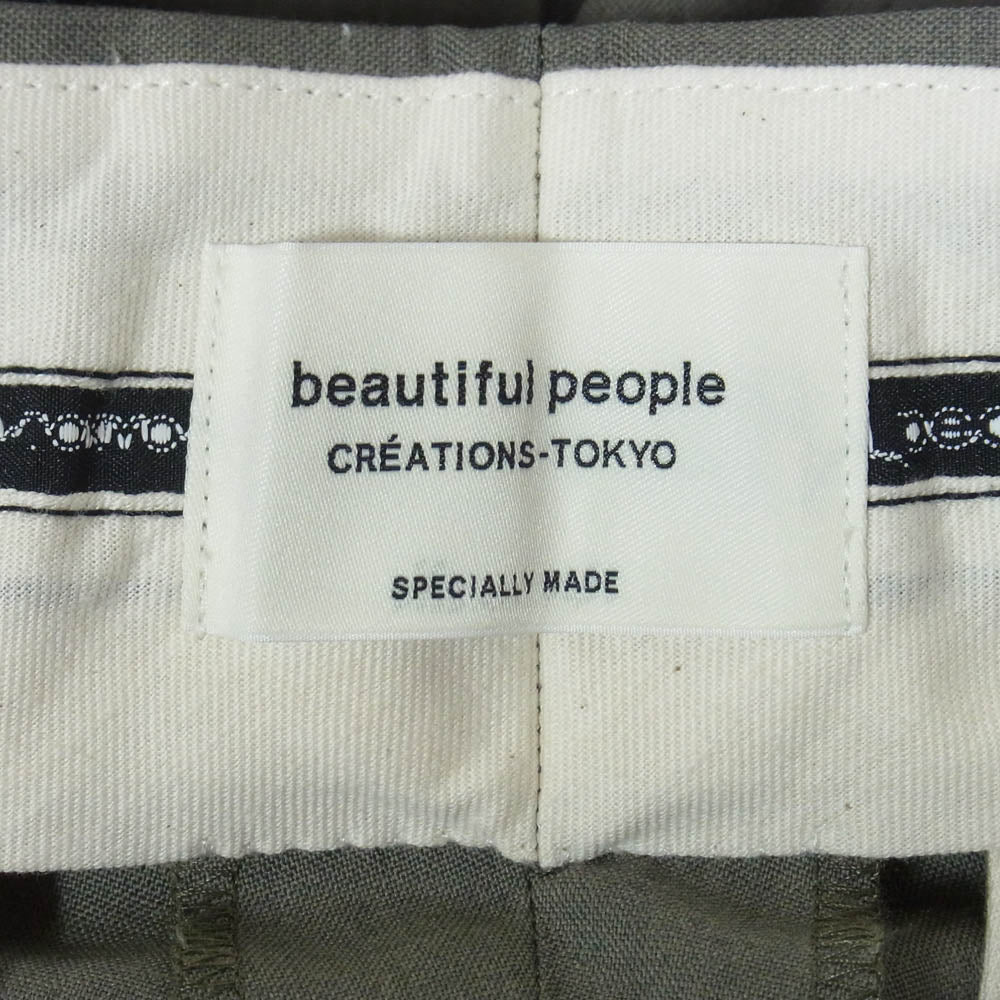 beautiful people
CRÉATIONS-TOKYO
SPECIALLY MADE